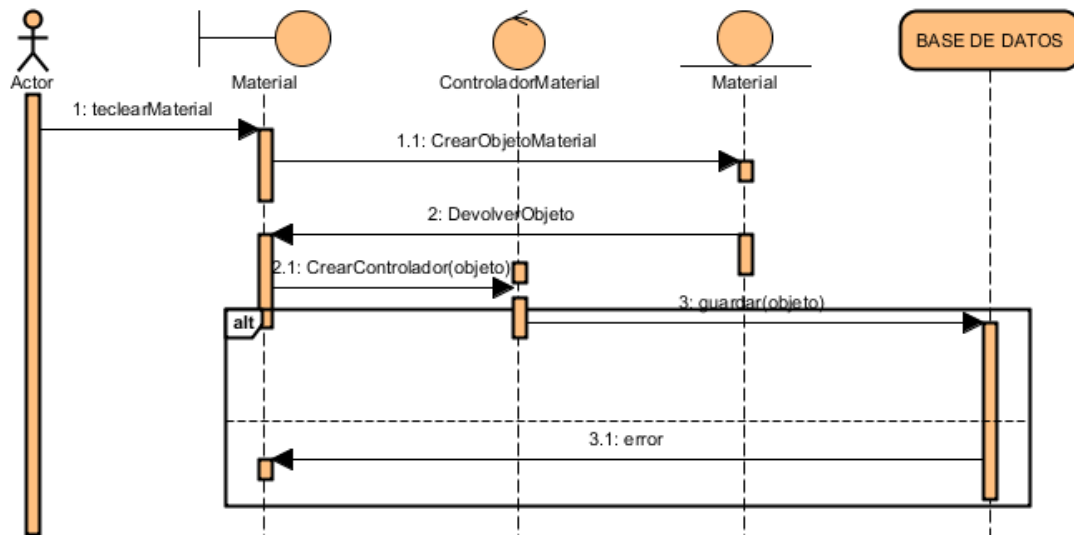 BASE DE DATOS
Actor
Material
ControladorMaterial
Material
1: teclearMaterial
1.1: CrearObjetoMaterial
2: DevolverObjeto
2.1: CrearControlador(objeto)
3: guardar(objeto)
alt
3.1: error